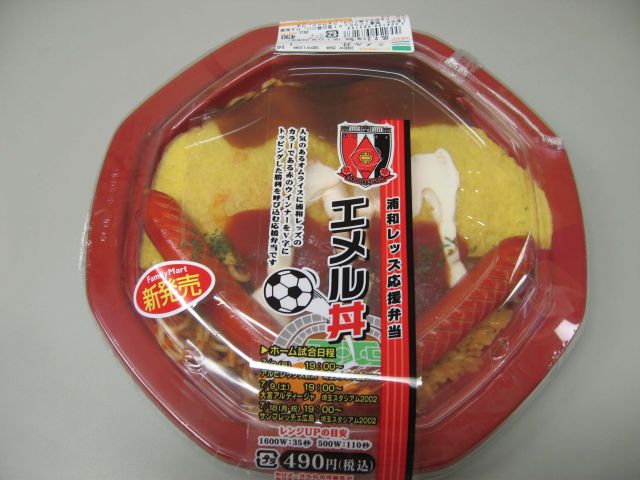 エメル丼
490
浦和レッズ応援弁当
エメル丼
人気のあるオムライスに浦和レッズの
カラーである赤のウインナーをV字に
トッピングした勝利を呼び込む応援弁当です
FamilyMart
新発売
▶ホーム試合日程
19:00〜
7/9(土) 19:00〜
大宮アルディージャ 埼玉スタジアム2002
7/18(月・祝) 19:00〜
サンフレッチェ広島 埼玉スタジアム2002
レンジUPの目安
1600W:35秒 500W:110秒
490円(税込)